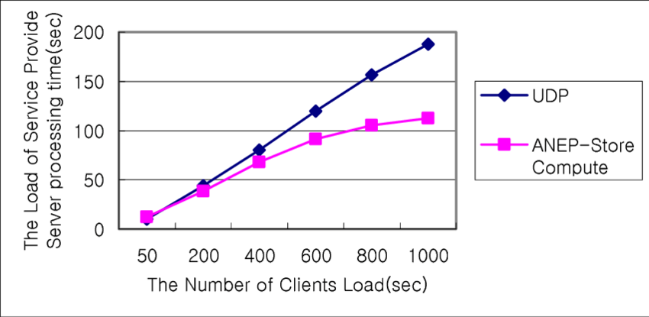 The Load of Service Provide
Server processing time(sec)
200
150
100
50
0
50 200 400 600 800 1000
The Number of Clients Load(sec)
UDP
ANEP-Store
Compute